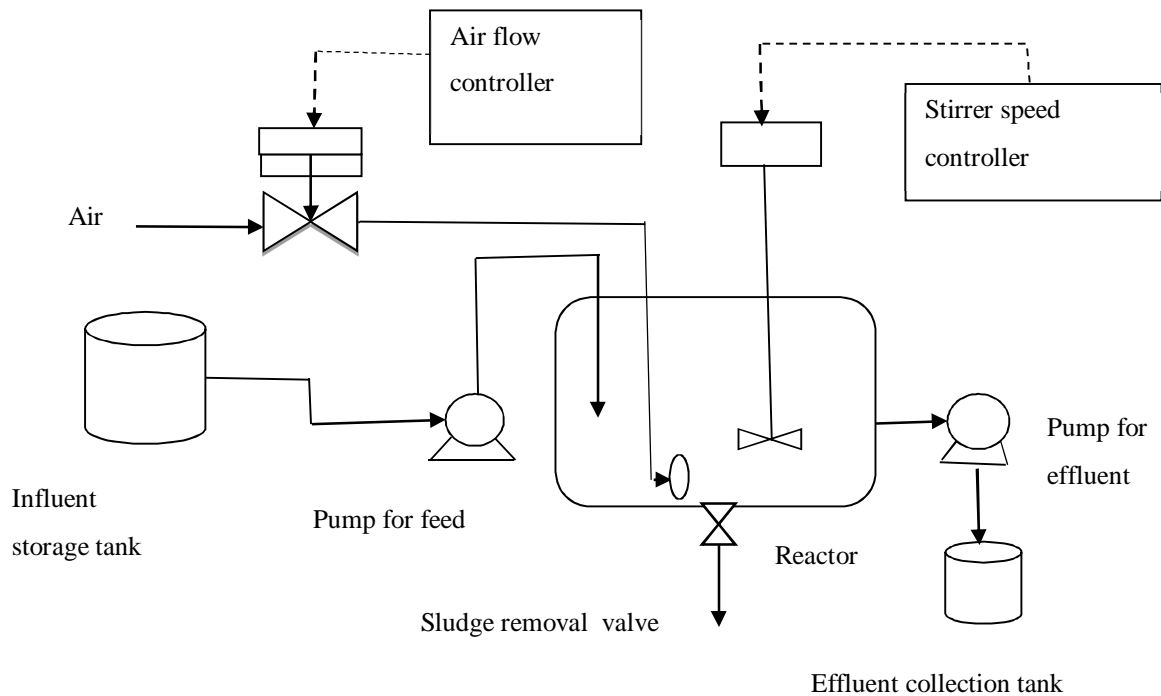 Air flow
controller
Stirrer speed
controller
Air
Pump for
effluent
Influent
storage tank
Pump for feed
Reactor
Sludge removal valve
Effluent collection tank